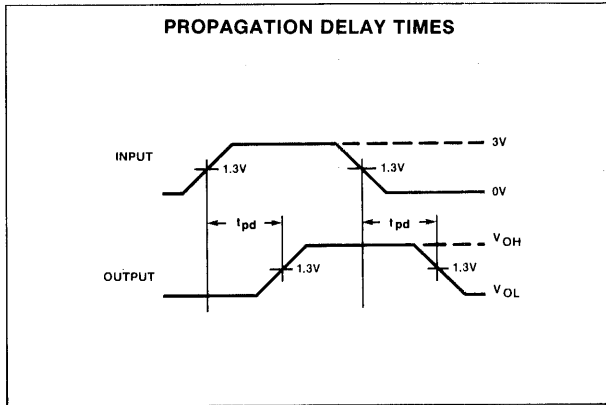 PROPAGATION DELAY TIMES
3V
INPUT
1.3V
1.3V
0V
tpd
tpd
VOH
OUTPUT
1.3V
1.3V
VOL